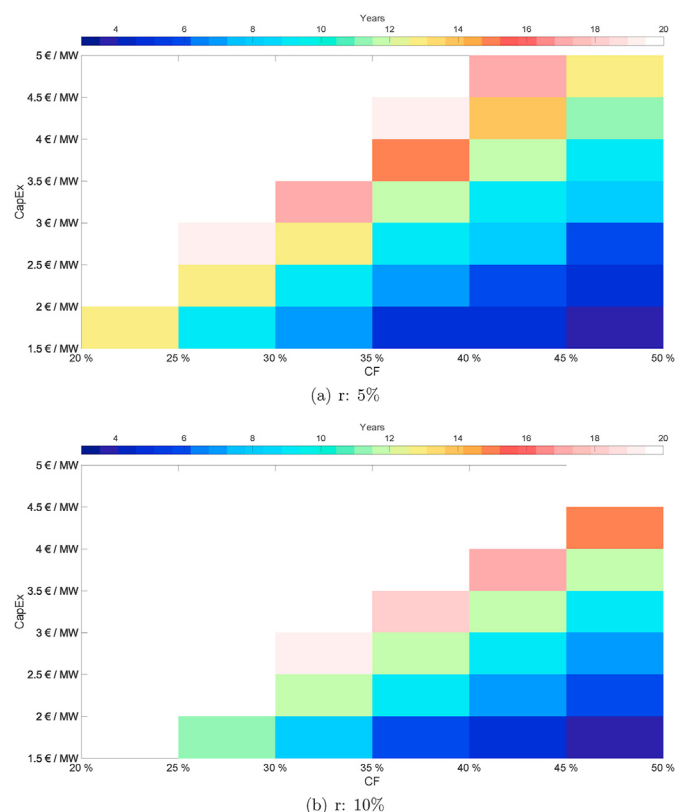 Years
4 6 8 10 12 14 16 18 20
5 € / MW
4.5 € / MW
4 € / MW
3.5 € / MW
3 € / MW
2.5 € / MW
2 € / MW
1.5 € / MW
CapEx
20 % 25 % 30 % 35 % 40 % 45 % 50 %
CF
(a) r: 5%
Years
4 6 8 10 12 14 16 18 20
5 € / MW
4.5 € / MW
4 € / MW
3.5 € / MW
3 € / MW
2.5 € / MW
2 € / MW
1.5 € / MW
CapEx
20 % 25 % 30 % 35 % 40 % 45 % 50 %
CF
(b) r: 10%